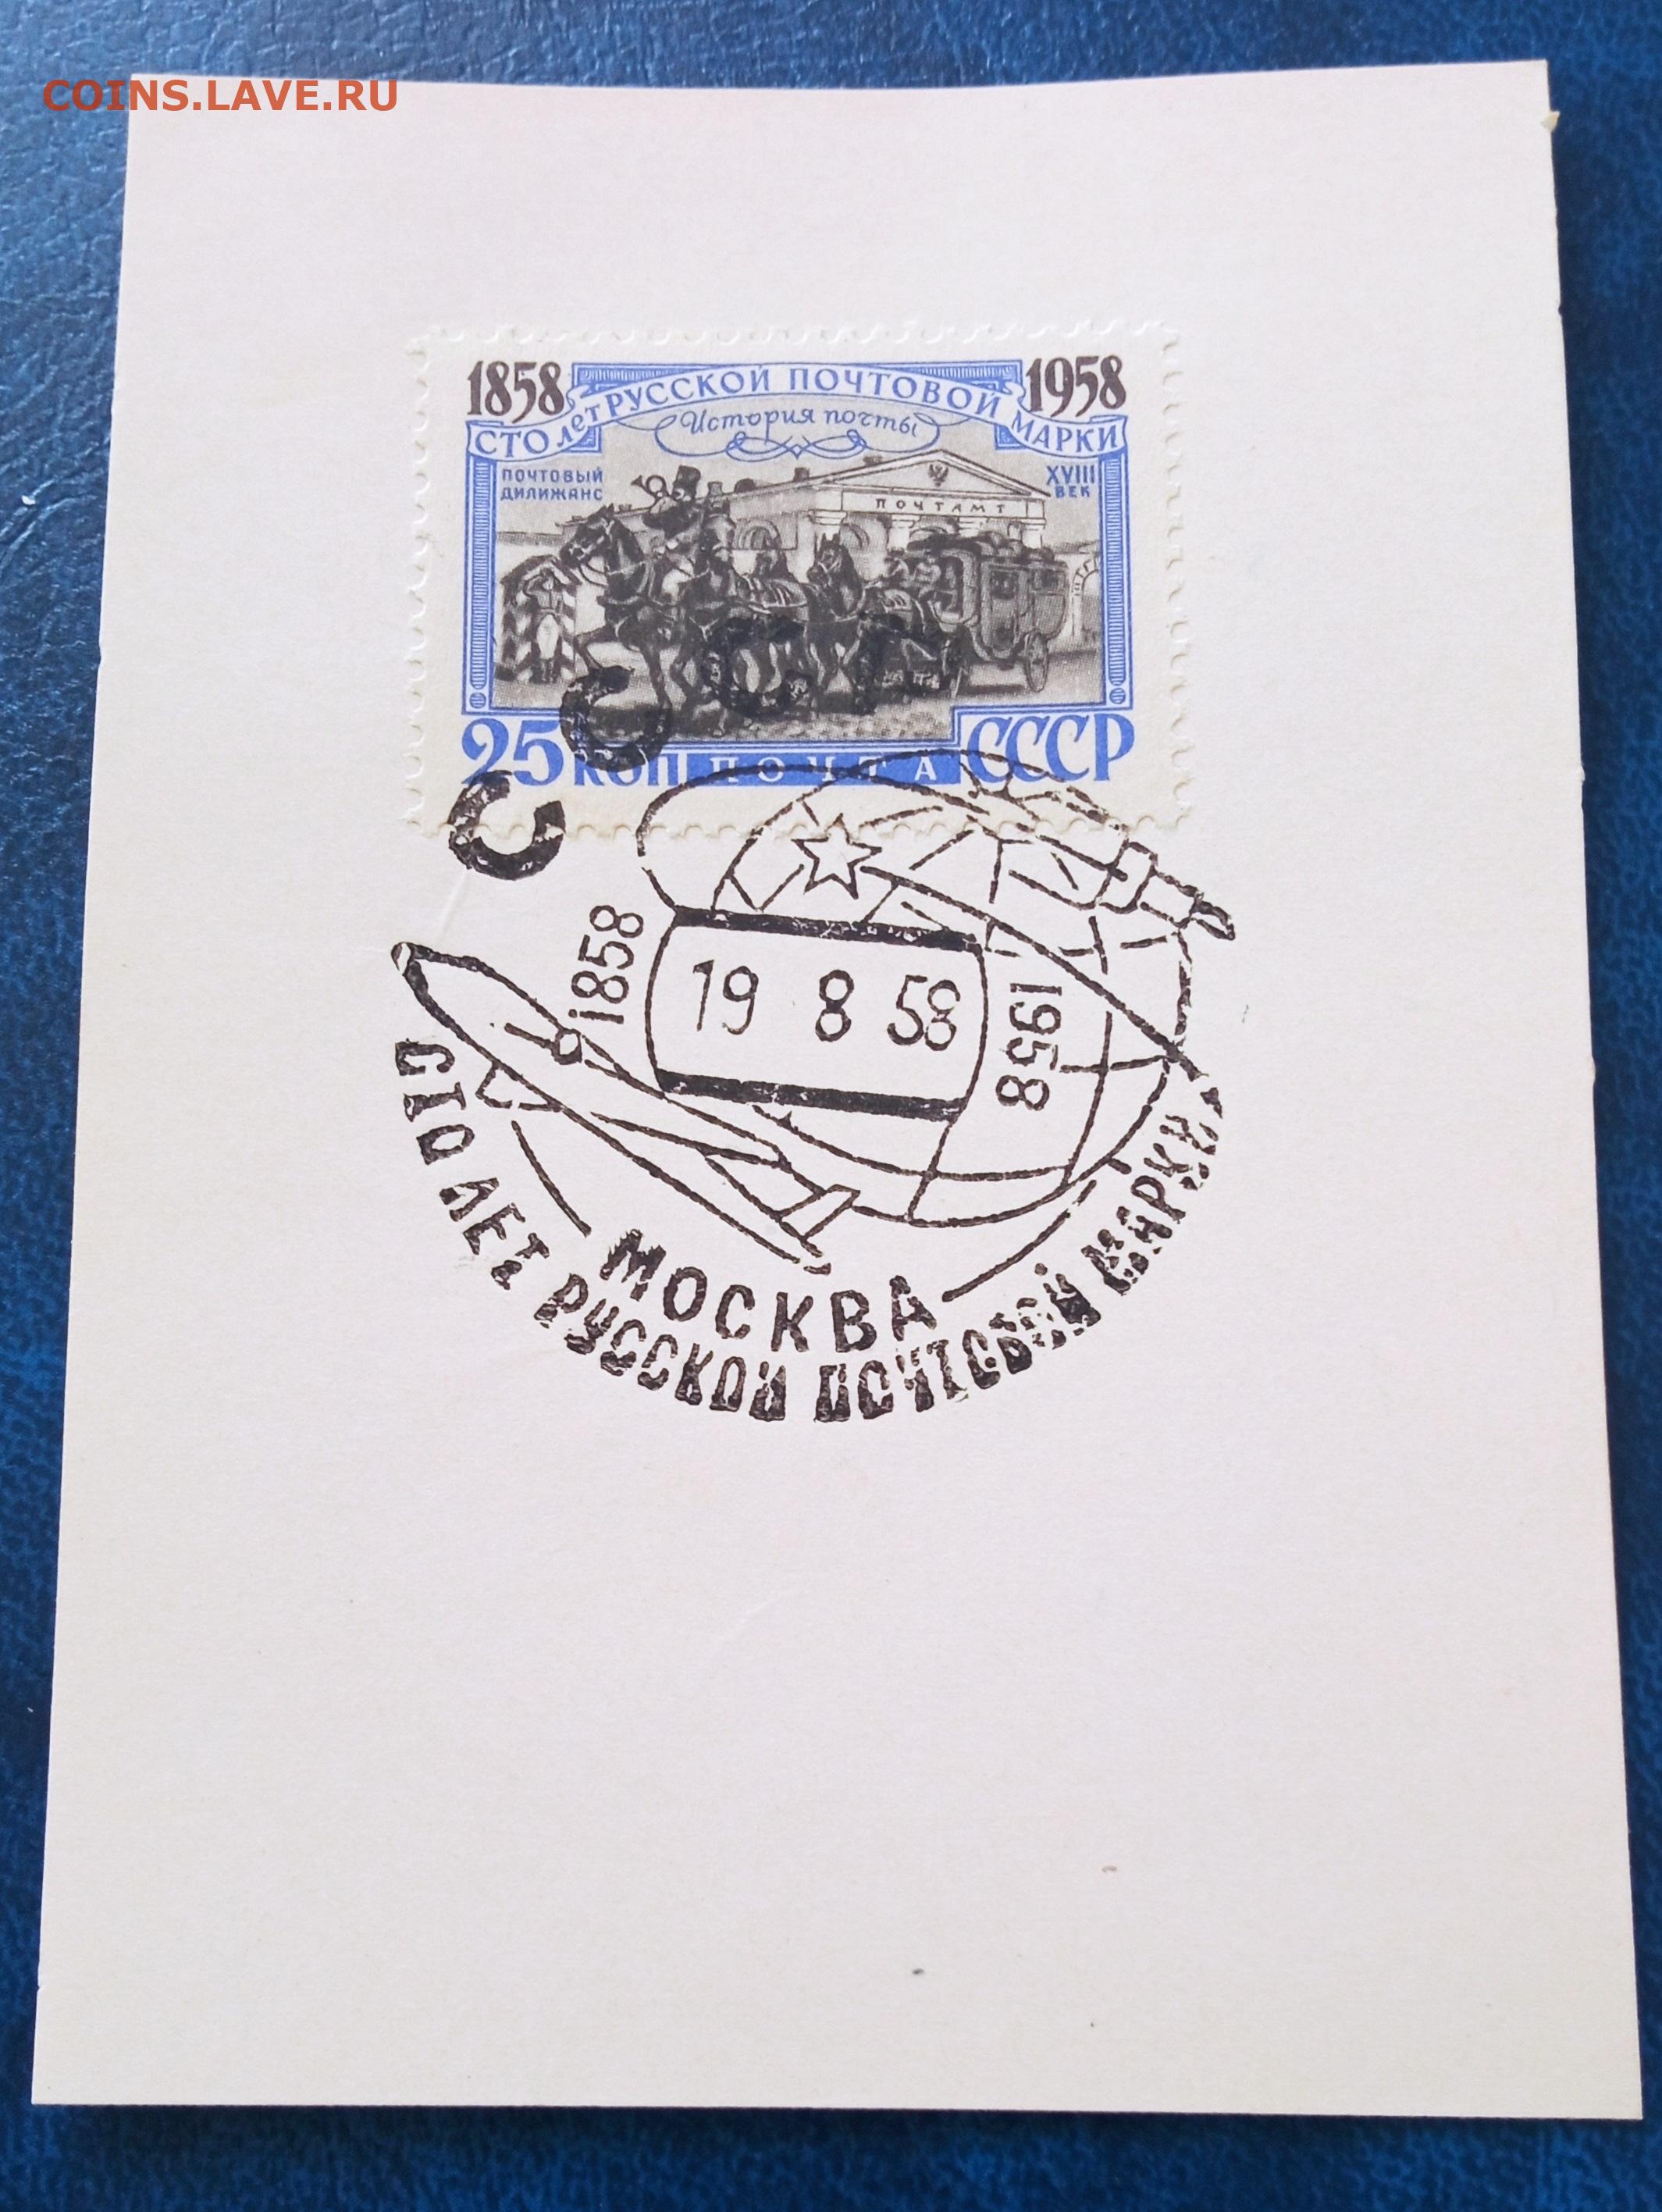 COINS.LAVE.RU
1858 1958
СТО лет РУССКОЙ ПОЧТОВОЙ МАРКИ
История почты
ПОЧТОВЫЙ
ДИЛИЖАНС
XVIII
ВЕК
ПОЧТАМТ
25 КОП ПОЧТА СССР
СССР
1858
19 8 58
1958
МОСКВА
СТО ЛЕТ РУССКОЙ ПОЧТОВОЙ МАРКИ